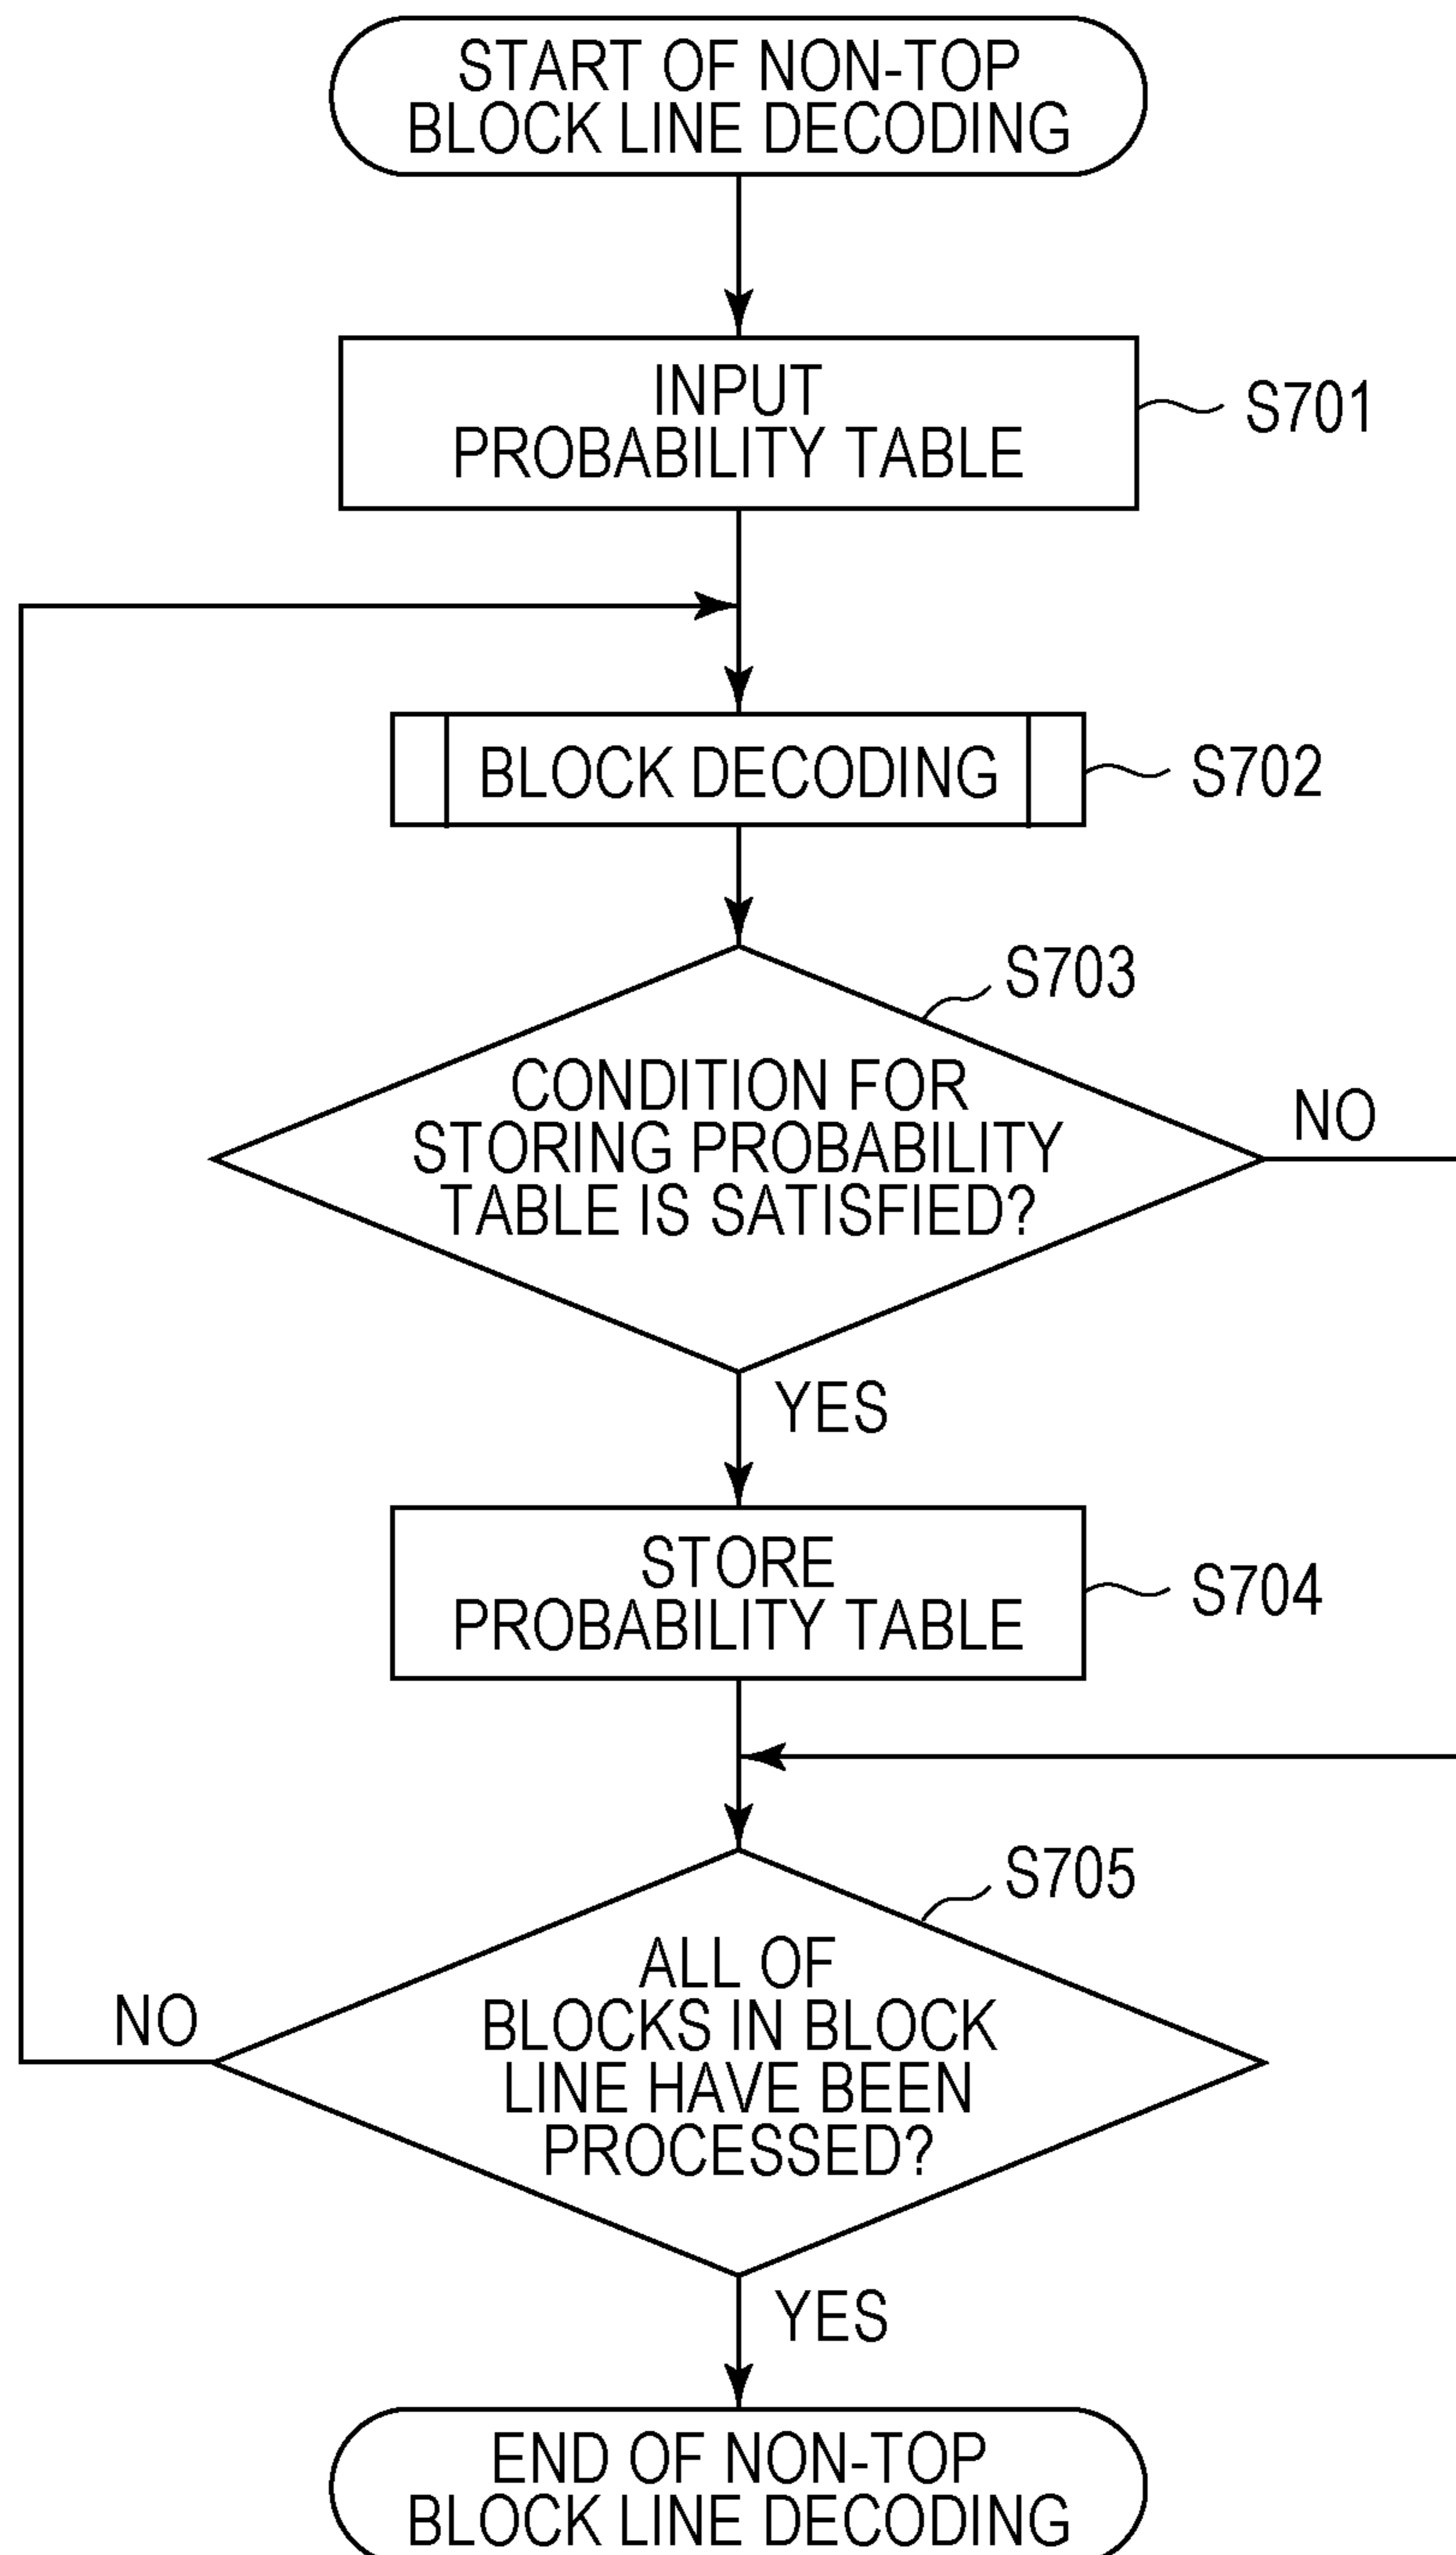 START OF NON-TOP
BLOCK LINE DECODING
INPUT
PROBABILITY TABLE
S701
BLOCK DECODING
S702
S703
CONDITION FOR
STORING PROBABILITY
TABLE IS SATISFIED?
NO
YES
STORE
PROBABILITY TABLE
S704
S705
ALL OF
BLOCKS IN BLOCK
LINE HAVE BEEN
PROCESSED?
NO
YES
END OF NON-TOP
BLOCK LINE DECODING